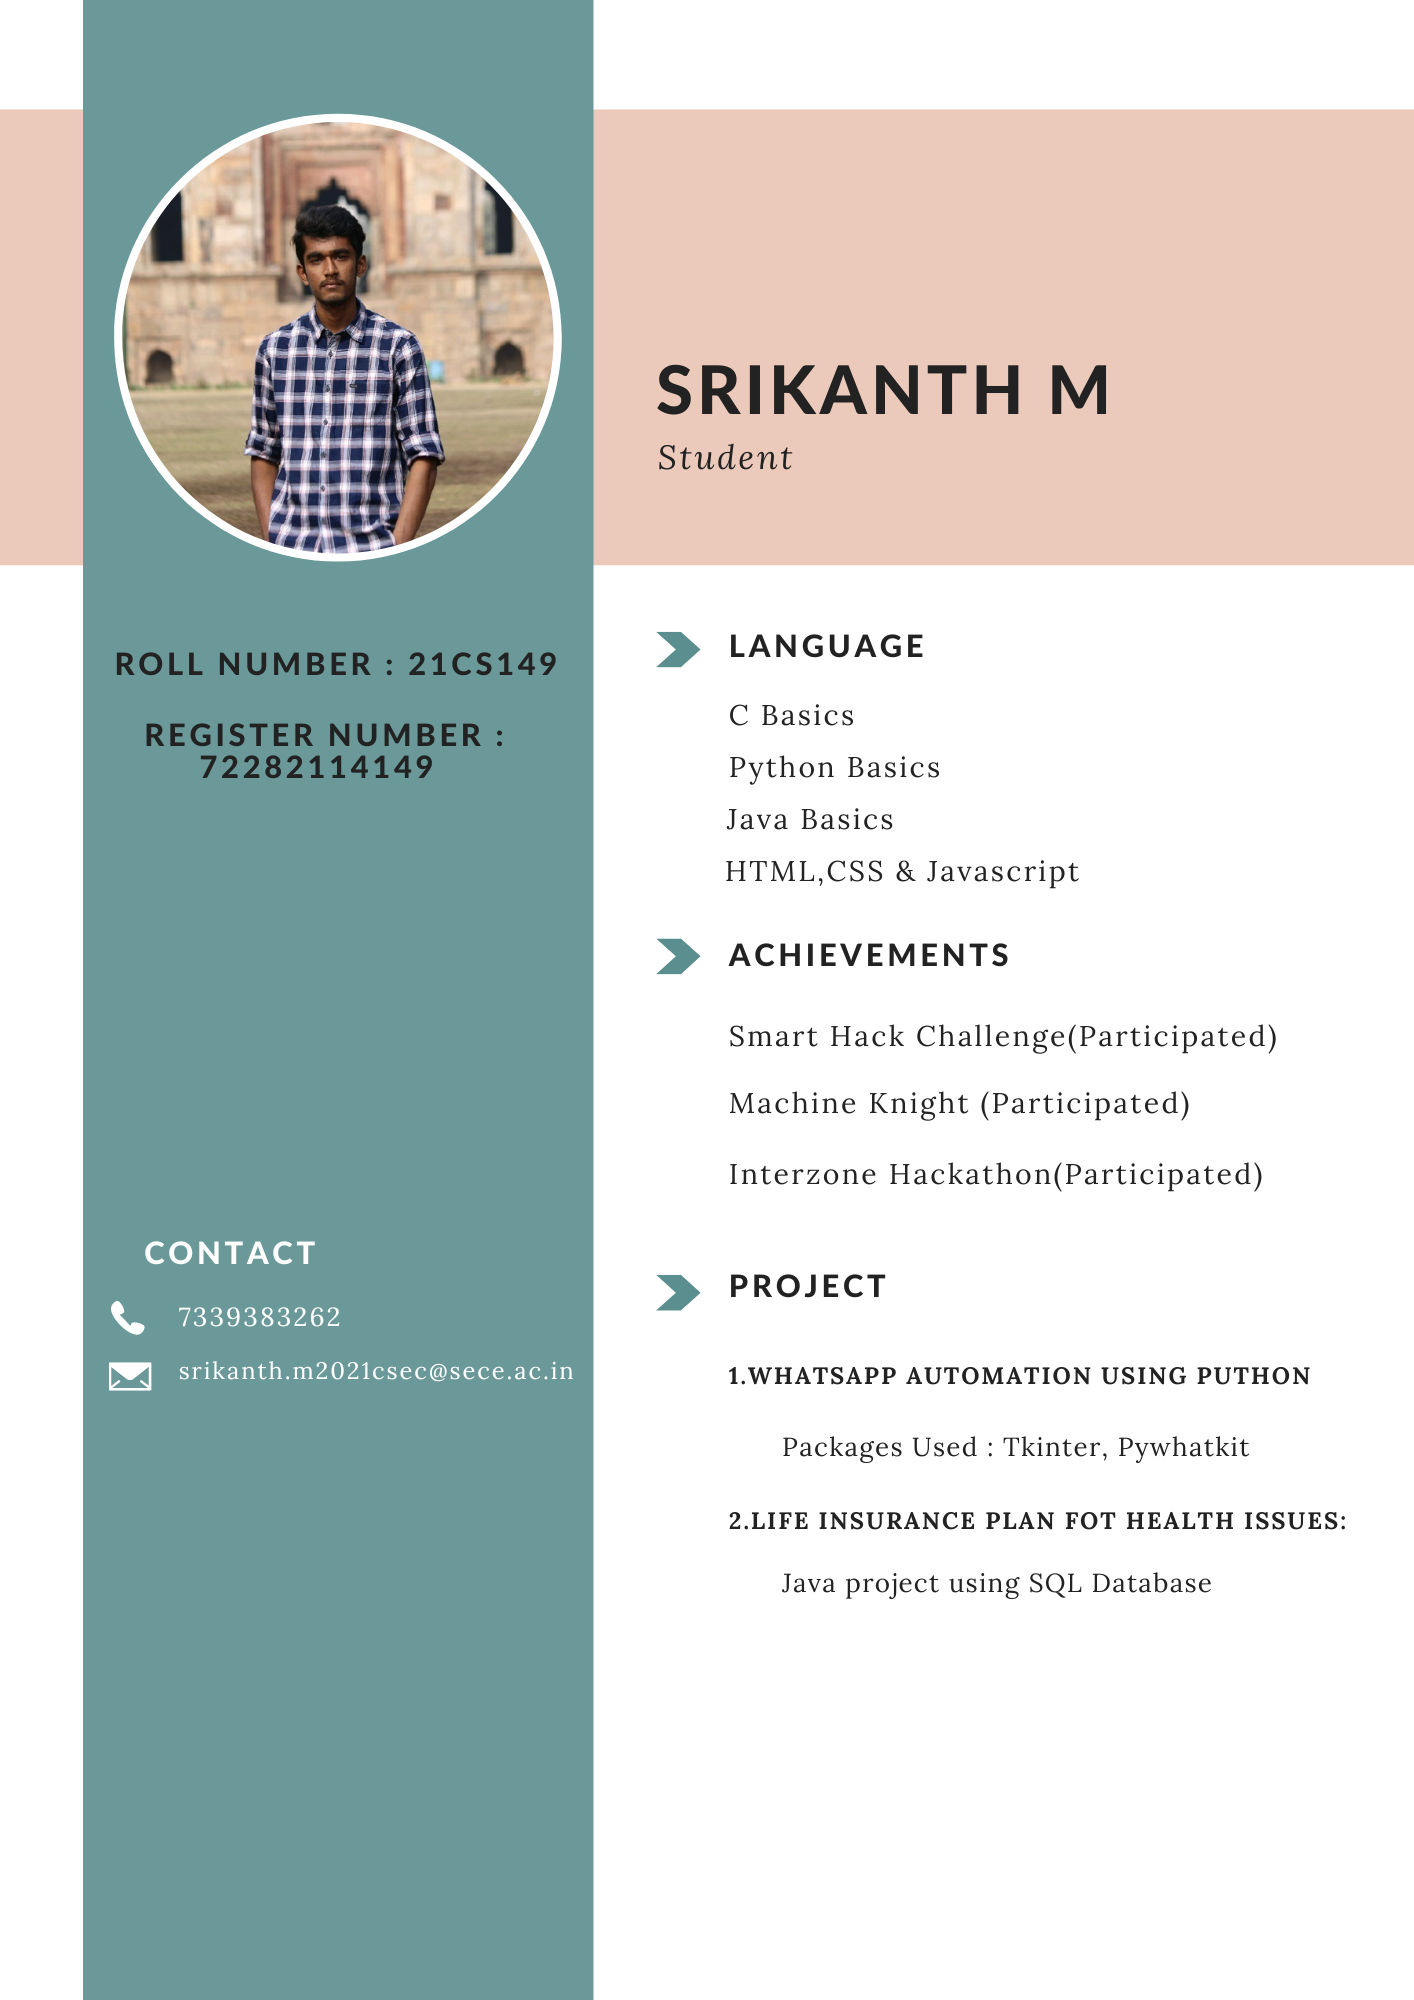 SRIKANTH M
Student
ROLL NUMBER : 21CS149
REGISTER NUMBER :
72282114149
CONTACT
7339383262
srikanth.m2021csec@sece.ac.in
LANGUAGE
C Basics
Python Basics
Java Basics
HTML,CSS & Javascript
ACHIEVEMENTS
Smart Hack Challenge(Participated)
Machine Knight (Participated)
Interzone Hackathon(Participated)
PROJECT
1.WHATSAPP AUTOMATION USING PUTHON
Packages Used : Tkinter, Pywhatkit
2.LIFE INSURANCE PLAN FOT HEALTH ISSUES:
Java project using SQL Database